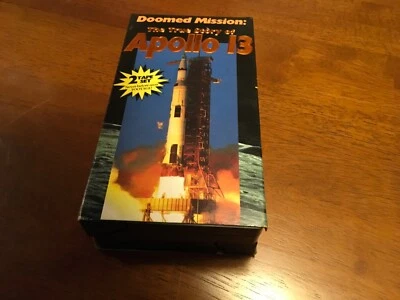 Doomed Mission:
The True Story of
Apollo 13
2 TAPE
SET